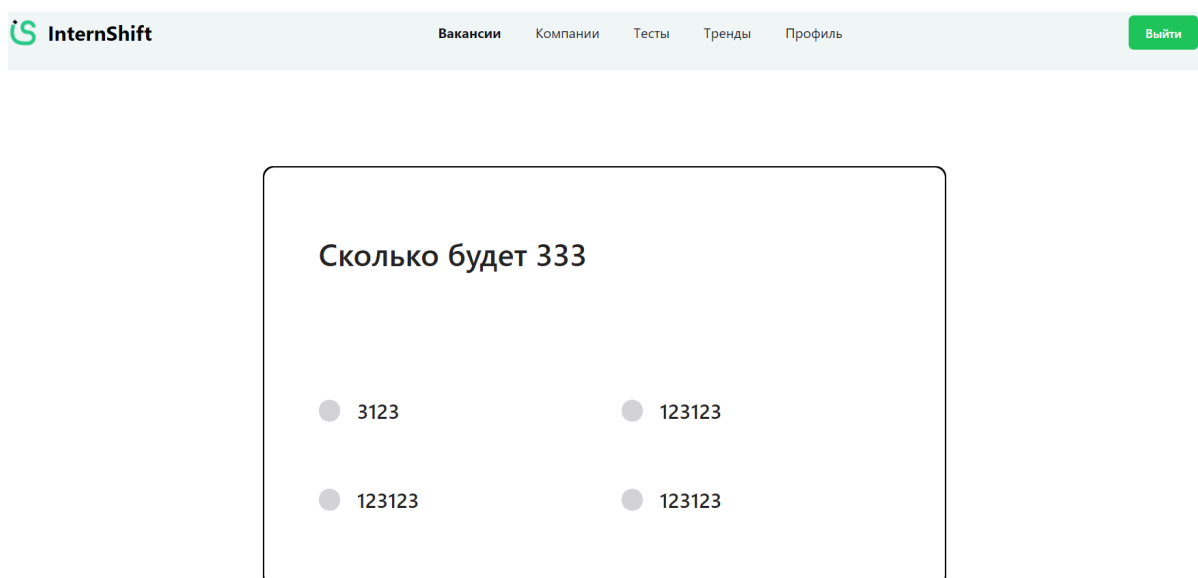 InternShift
Вакансии Компании Тесты Тренды Профиль
Выйти
Сколько будет 333
3123 123123
123123 123123